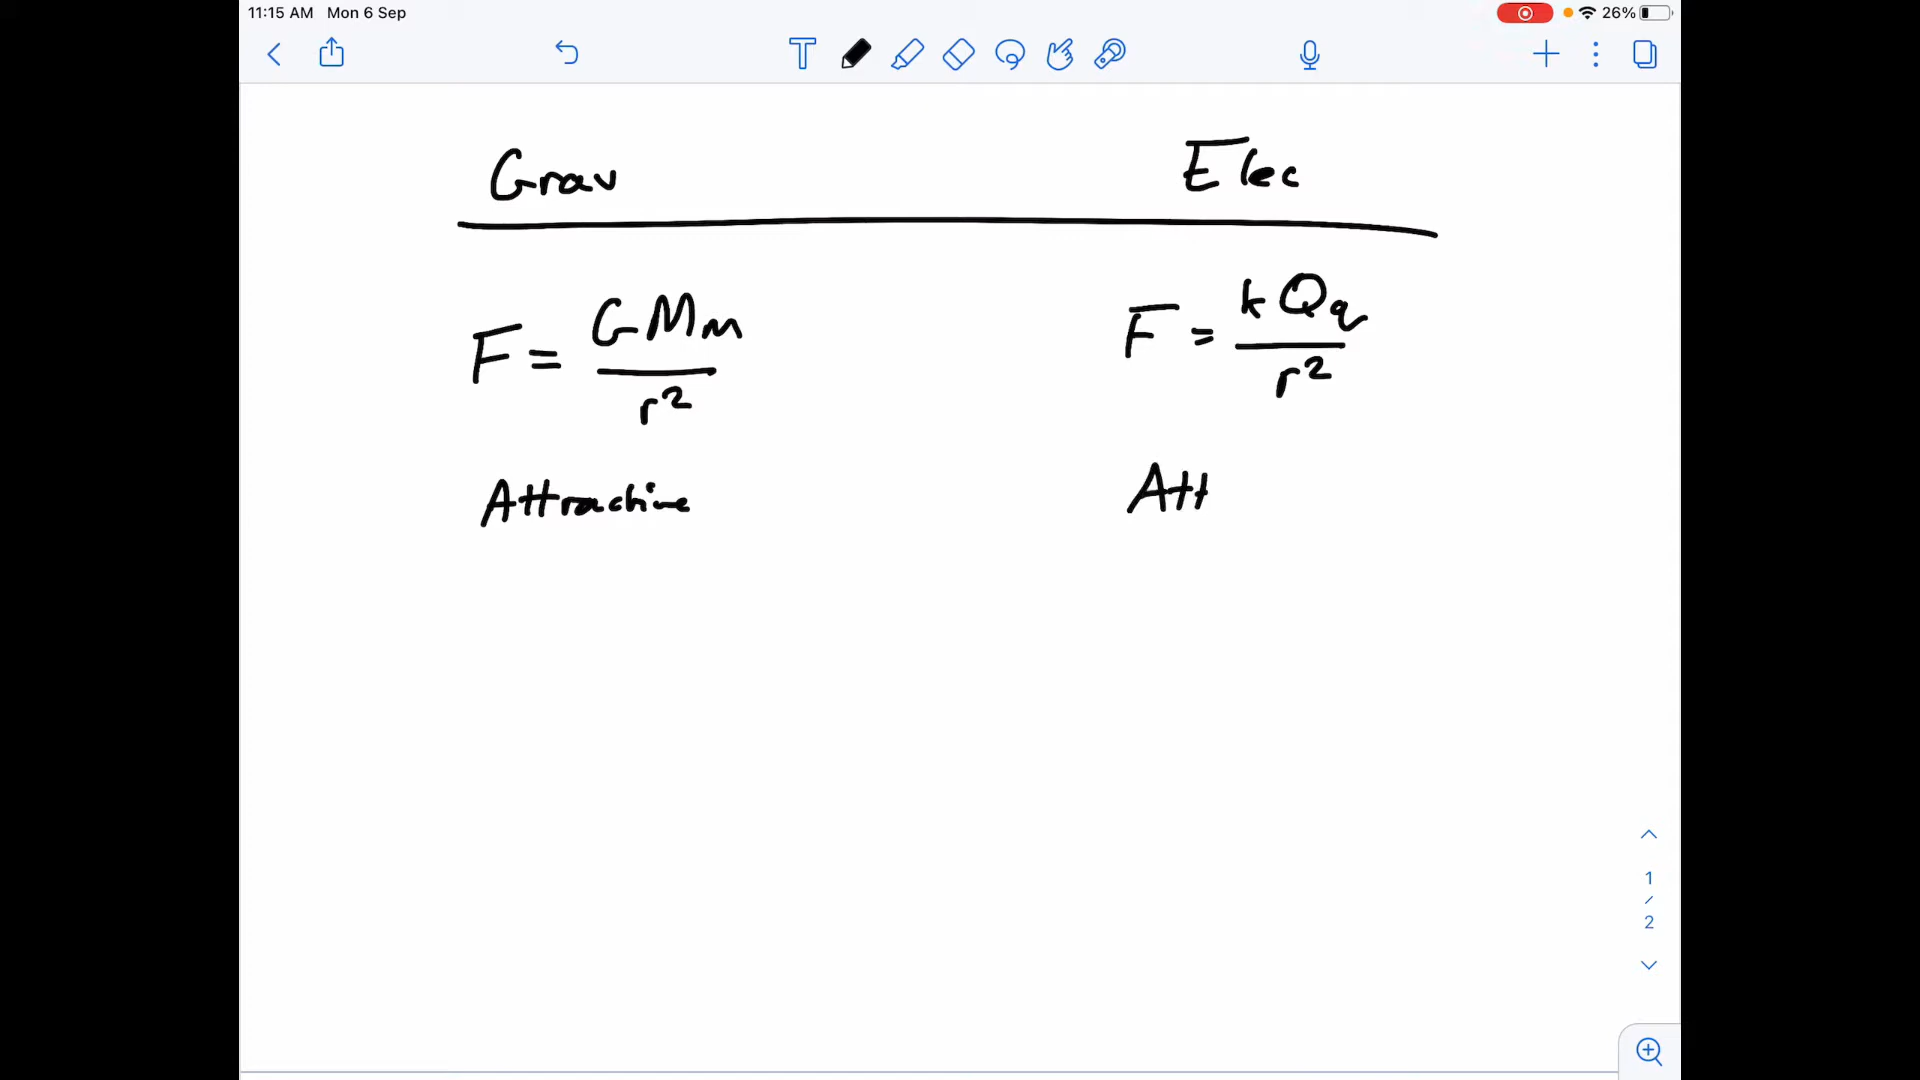 11:15 AM Mon 6 Sep 26%
T
Grav Elec
F = GMm / r² F = kQq / r²
Attractive Att
1
/
2